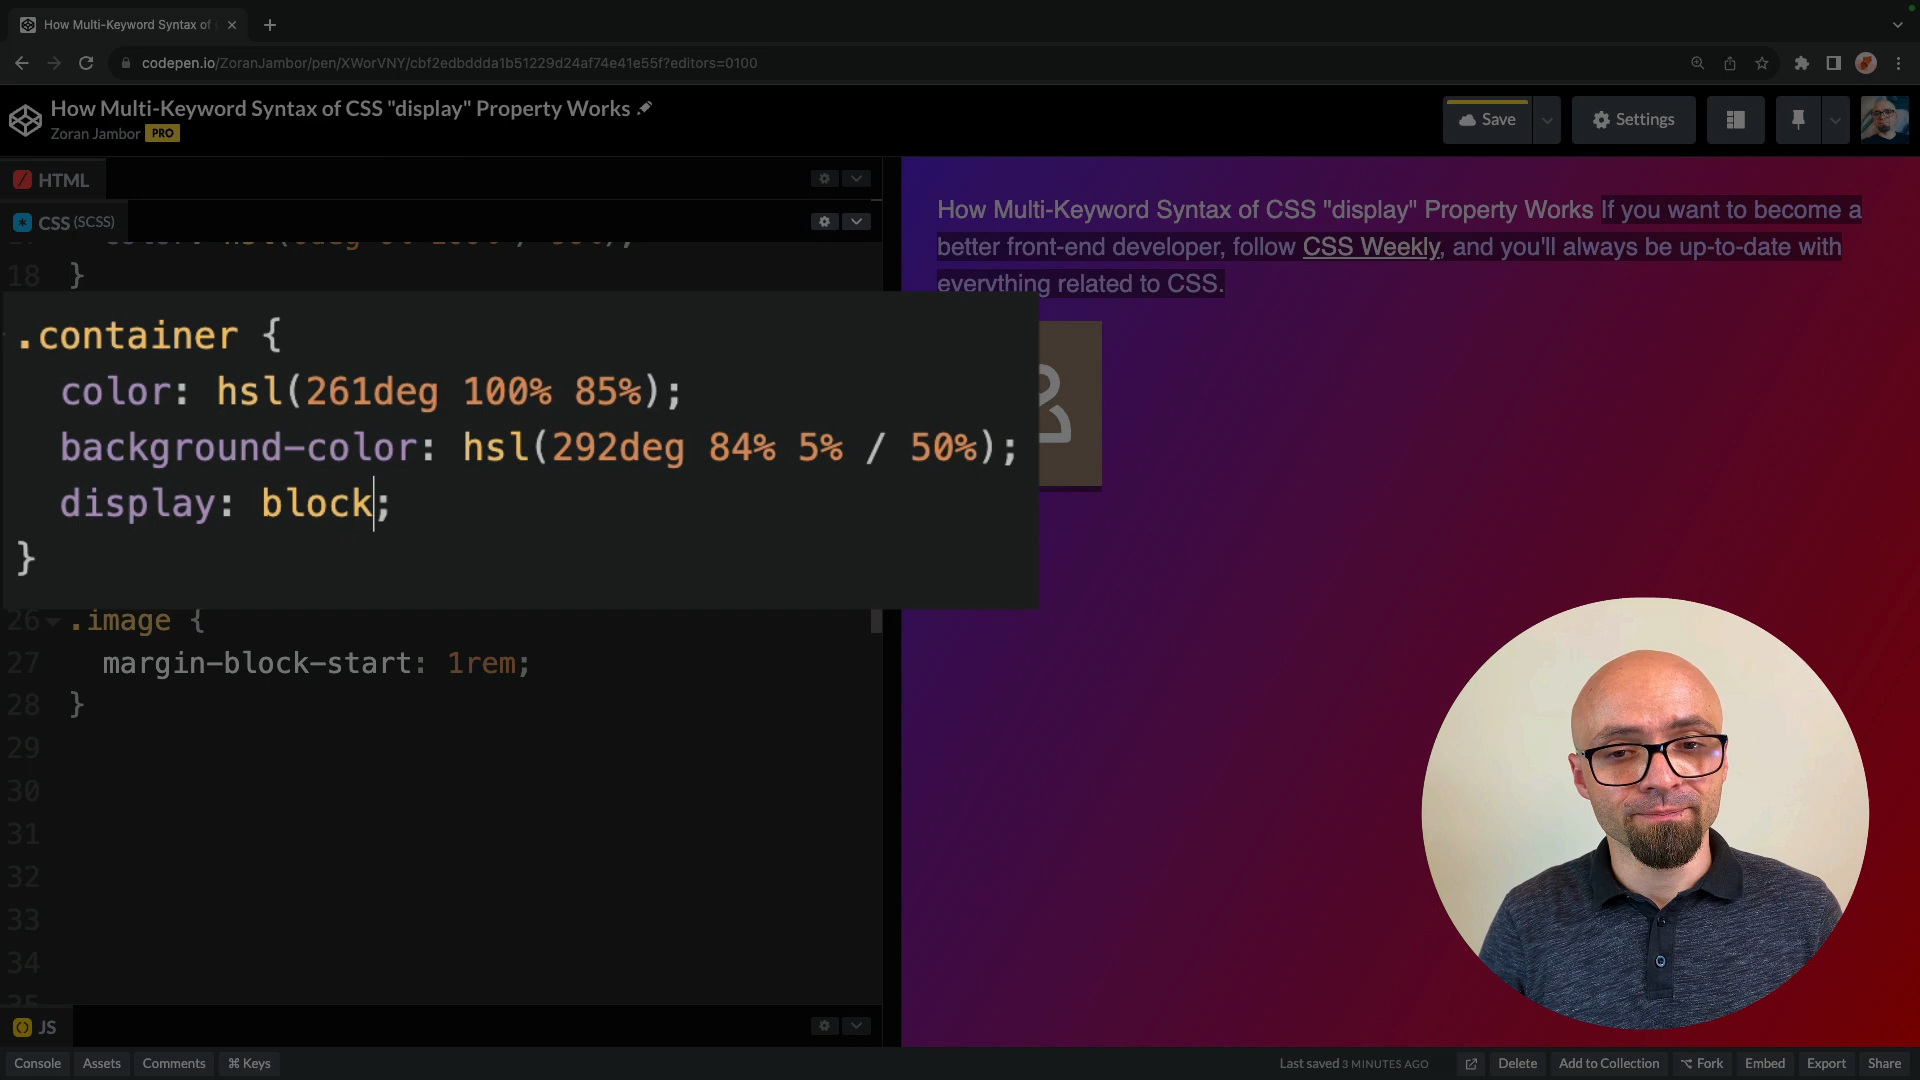 How Multi-Keyword Syntax of
codepen.io/ZoranJambor/pen/XWorVNY/cbf2edbddda1b51229d24af74e41e55f?editors=0100
How Multi-Keyword Syntax of CSS "display" Property Works
Zoran Jambor PRO
Save
Settings
HTML
CSS (SCSS)
18 }
.container {
color: hsl(261deg 100% 85%);
background-color: hsl(292deg 84% 5% / 50%);
display: block;
}
26 .image {
27 margin-block-start: 1rem;
28 }
29
30
31
32
33
34
35
JS
How Multi-Keyword Syntax of CSS "display" Property Works If you want to become a
better front-end developer, follow CSS Weekly, and you'll always be up-to-date with
everything related to CSS.
Console Assets Comments ⌘ Keys
Last saved 3 MINUTES AGO Delete Add to Collection ⌥ Fork Embed Export Share